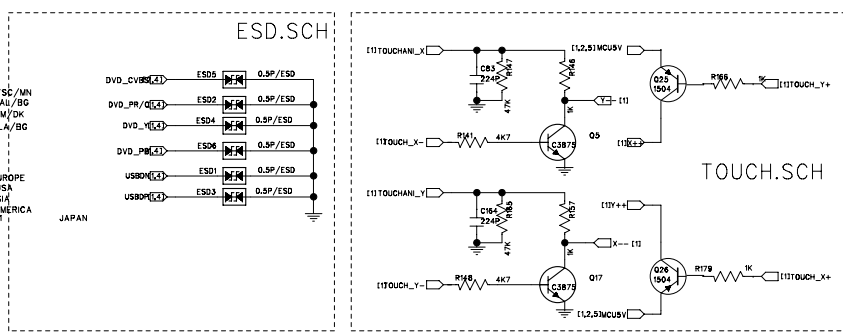 ESD.SCH
DVD_CVBS[1,4]
ESD5
0.5P/ESD
DVD_PR/C[1,4]
ESD2
0.5P/ESD
DVD_Y[1,4]
ESD4
0.5P/ESD
DVD_PB[1,4]
ESD6
0.5P/ESD
USBDN[1,4]
ESD1
0.5P/ESD
USBDP[1,4]
ESD3
0.5P/ESD
SC/MN
/BG
M/DK
LA/BG
UROPE
USA
SIA
MERICA
JAPAN
TOUCH.SCH
[1]TOUCHANI_X
C83
224P
R147
47K
R146
1K
Y-- [1]
[1]TOUCH_X-
R141
4K7
C3875
Q5
[1,2,5]MCU5V
Q25
1504
R166
1K
[1]TOUCH_Y+
[1]X++
[1]TOUCHANI_Y
C164
224P
R165
47K
R157
1K
X-- [1]
[1]TOUCH_Y-
R148
4K7
C3875
Q17
[1]Y++
Q26
1504
R179
1K
[1]TOUCH_X+
[1,2,5]MCU5V